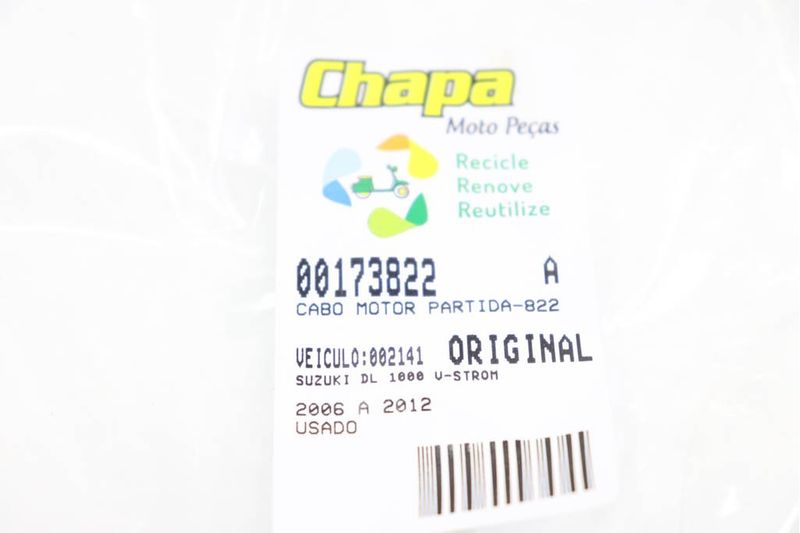 Chapa
Moto Peças
Recicle
Renove
Reutilize
00173822 A
CABO MOTOR PARTIDA-822
VEICULO:002141 ORIGINAL
SUZUKI DL 1000 V-STROM
2006 A 2012
USADO